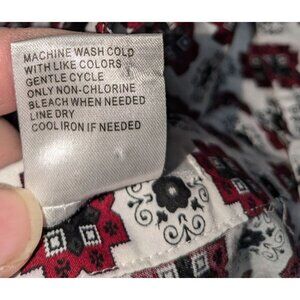 MACHINE WASH COLD
WITH LIKE COLORS
GENTLE CYCLE
ONLY NON-CHLORINE
BLEACH WHEN NEEDED
LINE DRY
COOL IRON IF NEEDED